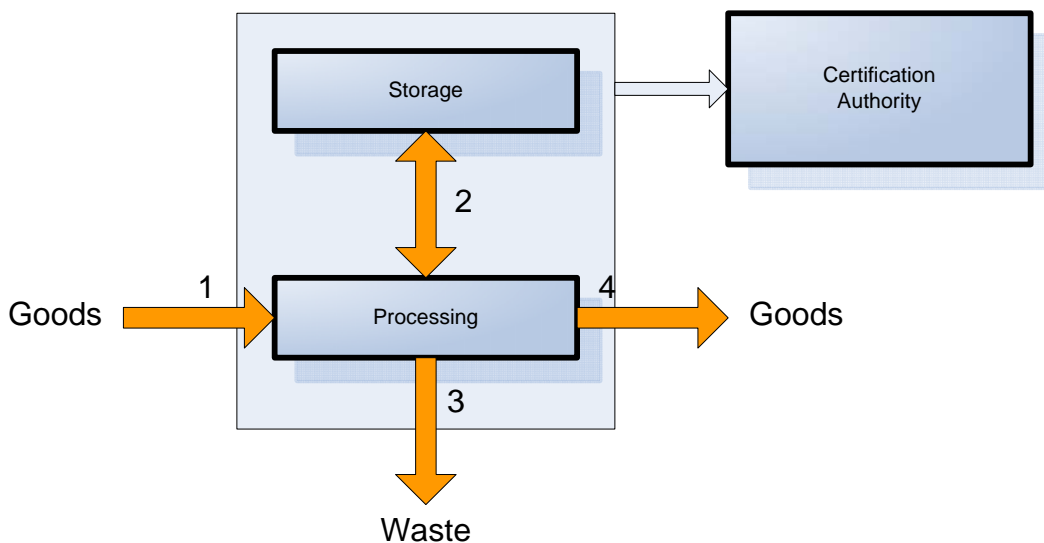 Storage
Certification
Authority
2
1
4
Goods
Processing
Goods
3
Waste